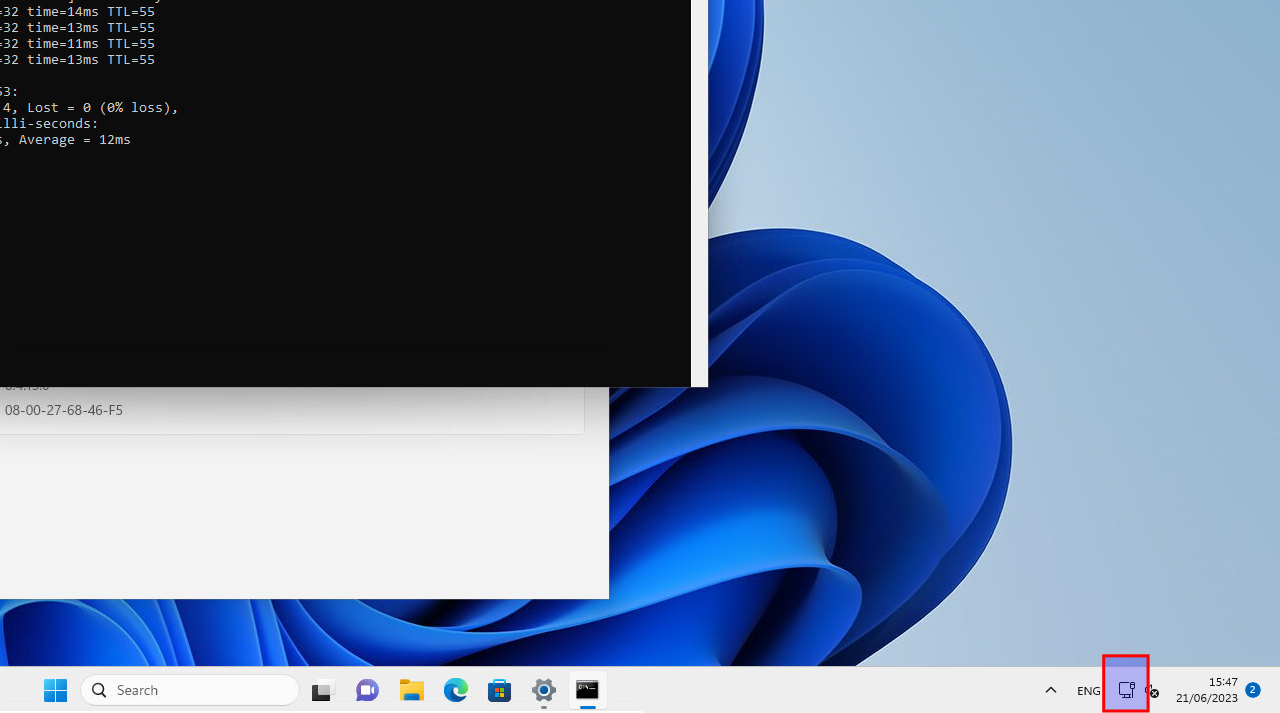 =32 time=14ms TTL=55
=32 time=13ms TTL=55
=32 time=11ms TTL=55
=32 time=13ms TTL=55
53:
4, Lost = 0 (0% loss),
illi-seconds:
s, Average = 12ms
08-00-27-68-46-F5
Search
ENG
15:47
21/06/2023
2